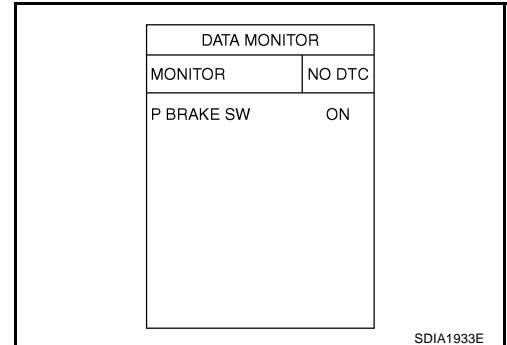 DATA MONITOR
MONITOR NO DTC
P BRAKE SW ON
SDIA1933E